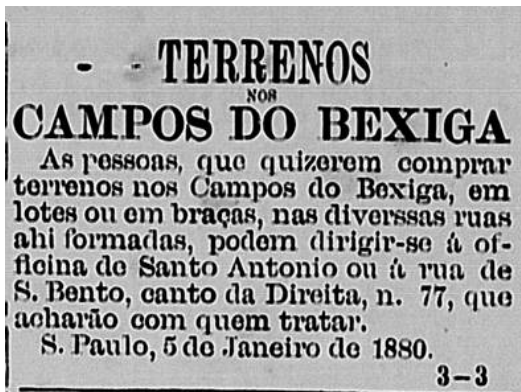 TERRENOS
NOS
CAMPOS DO BEXIGA
As pessoas, que quizerem comprar
terrenos nos Campos do Bexiga, em
lotes ou em braças, nas diverssas ruas
ahi formadas, podem dirigir-se á of-
ficina de Santo Antonio ou á rua de
S. Bento, canto da Direita, n. 77, que
acharão com quem tratar.
S. Paulo, 5 de Janeiro de 1880.
3-3